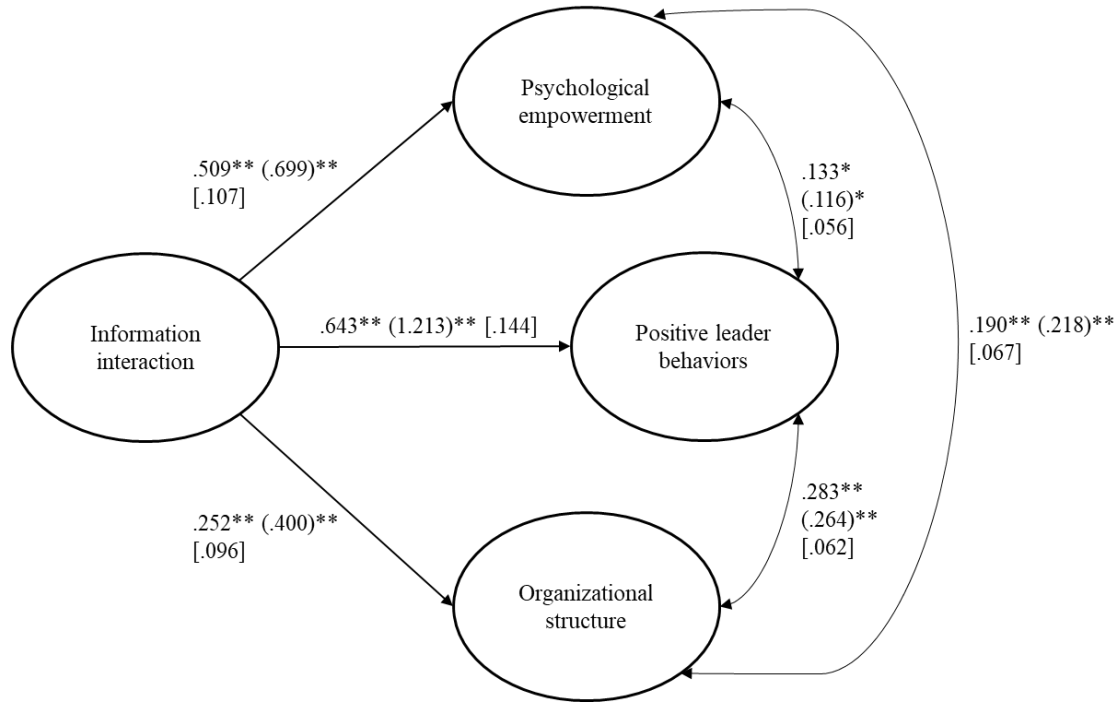 Psychological
empowerment
.509** (.699)**
[.107]
.133*
(.116)*
[.056]
Information
interaction
.643** (1.213)** [.144]
Positive leader
behaviors
.190** (.218)**
[.067]
.252** (.400)**
[.096]
.283**
(.264)**
[.062]
Organizational
structure